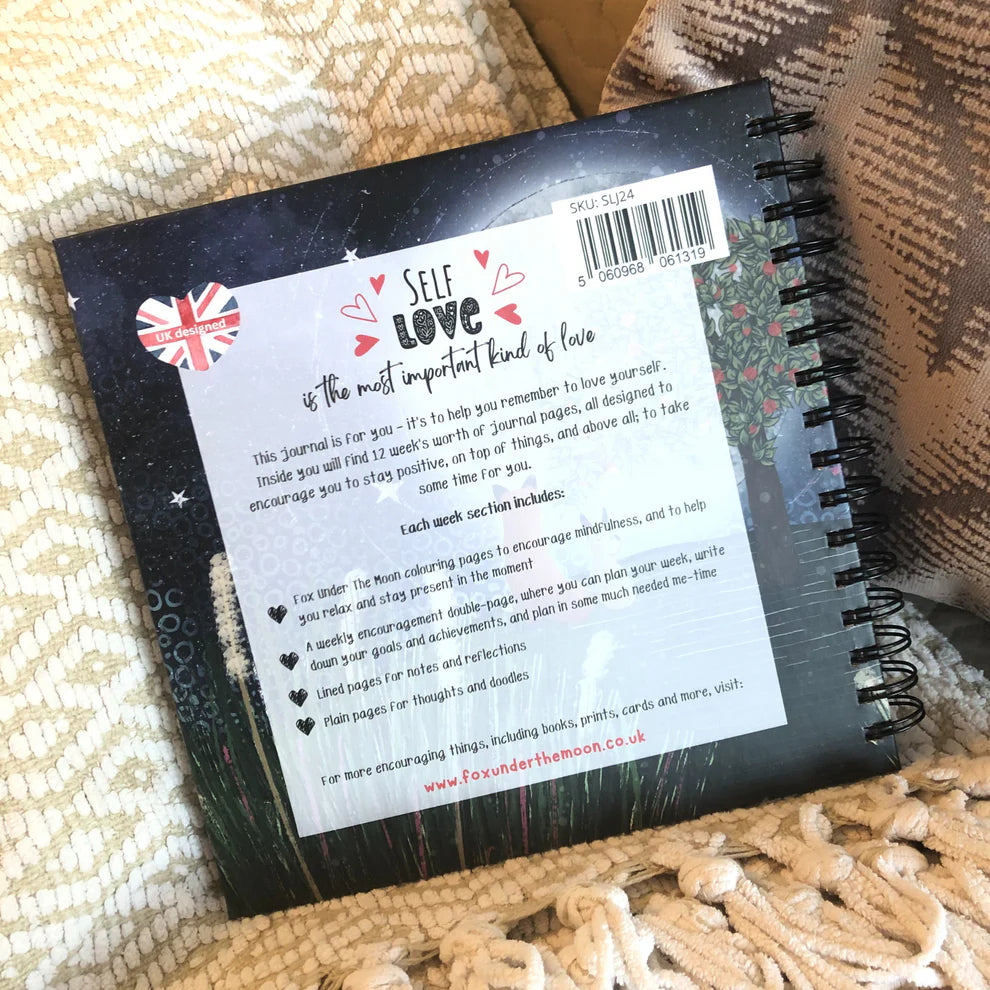 SKU: SLJ24
5 060968 061319
UK designed
SELF
LOVE
is the most important kind of love
This journal is for you – it's to help you remember to love yourself.
Inside you will find 12 week's worth of journal pages, all designed to
encourage you to stay positive, on top of things, and above all; to take
some time for you.
Each week section includes:
Fox under The Moon colouring pages to encourage mindfulness, and to help
you relax and stay present in the moment
A weekly encouragement double-page, where you can plan your week, write
down your goals and achievements, and plan in some much needed me-time
Lined pages for notes and reflections
Plain pages for thoughts and doodles
For more encouraging things, including books, prints, cards and more, visit:
www.foxunderthemoon.co.uk